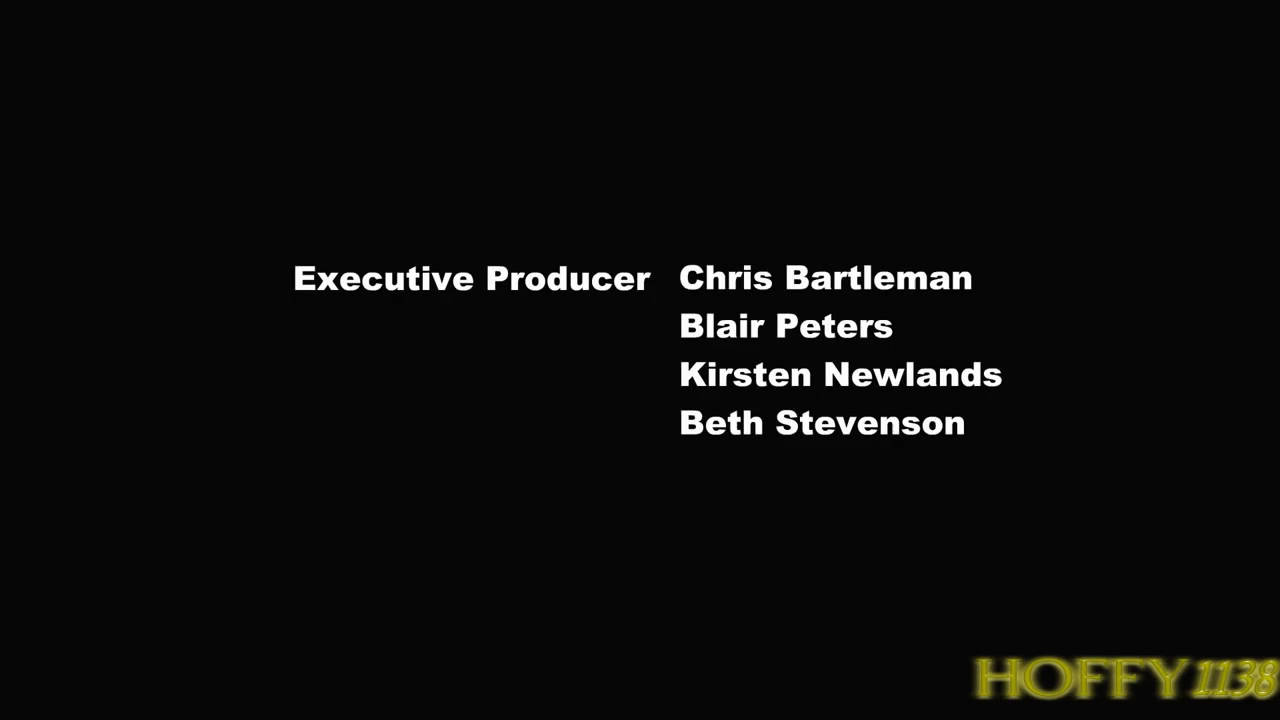 Executive Producer Chris Bartleman
Blair Peters
Kirsten Newlands
Beth Stevenson
HOFFY 1138